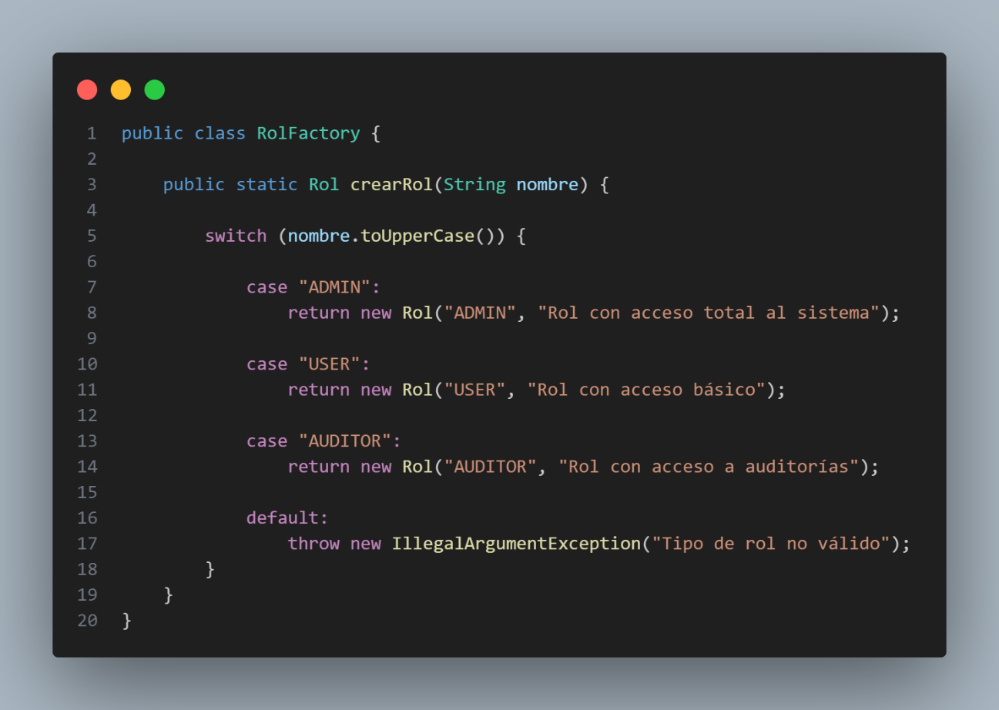 1 public class RolFactory {
2
3     public static Rol crearRol(String nombre) {
4
5         switch (nombre.toUpperCase()) {
6
7             case "ADMIN":
8                 return new Rol("ADMIN", "Rol con acceso total al sistema");
9
10             case "USER":
11                 return new Rol("USER", "Rol con acceso básico");
12
13             case "AUDITOR":
14                 return new Rol("AUDITOR", "Rol con acceso a auditorías");
15
16             default:
17                 throw new IllegalArgumentException("Tipo de rol no válido");
18         }
19     }
20 }